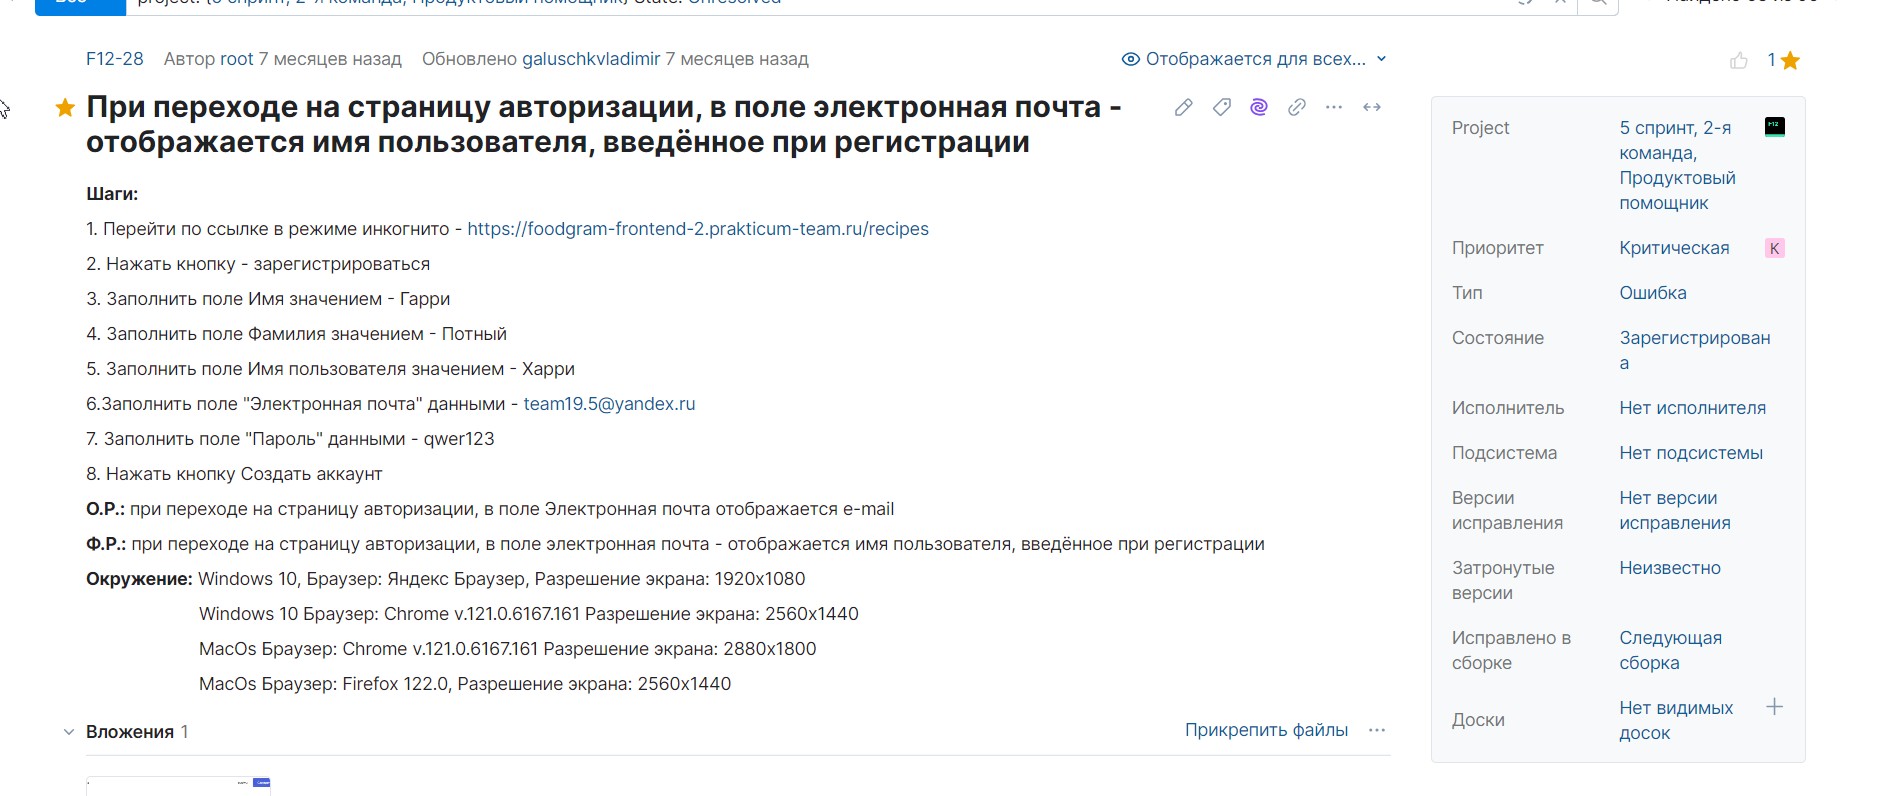 F12-28 Автор root 7 месяцев назад Обновлено galuschkvladimir 7 месяцев назад Отображается для всех...
1
При переходе на страницу авторизации, в поле электронная почта -
отображается имя пользователя, введённое при регистрации
Шаги:
1. Перейти по ссылке в режиме инкогнито - https://foodgram-frontend-2.prakticum-team.ru/recipes
2. Нажать кнопку - зарегистрироваться
3. Заполнить поле Имя значением - Гарри
4. Заполнить поле Фамилия значением - Потный
5. Заполнить поле Имя пользователя значением - Харри
6.Заполнить поле "Электронная почта" данными - team19.5@yandex.ru
7. Заполнить поле "Пароль" данными - qwer123
8. Нажать кнопку Создать аккаунт
О.Р.: при переходе на страницу авторизации, в поле Электронная почта отображается e-mail
Ф.Р.: при переходе на страницу авторизации, в поле электронная почта - отображается имя пользователя, введённое при регистрации
Окружение: Windows 10, Браузер: Яндекс Браузер, Разрешение экрана: 1920x1080
Windows 10 Браузер: Chrome v.121.0.6167.161 Разрешение экрана: 2560x1440
MacOs Браузер: Chrome v.121.0.6167.161 Разрешение экрана: 2880x1800
MacOs Браузер: Firefox 122.0, Разрешение экрана: 2560x1440
Вложения 1
Прикрепить файлы
Project 5 спринт, 2-я
команда,
Продуктовый
помощник
Приоритет Критическая К
Тип Ошибка
Состояние Зарегистрирован
а
Исполнитель Нет исполнителя
Подсистема Нет подсистемы
Версии Нет версии
исправления исправления
Затронутые Неизвестно
версии
Исправлено в Следующая
сборке сборка
Доски Нет видимых
досок